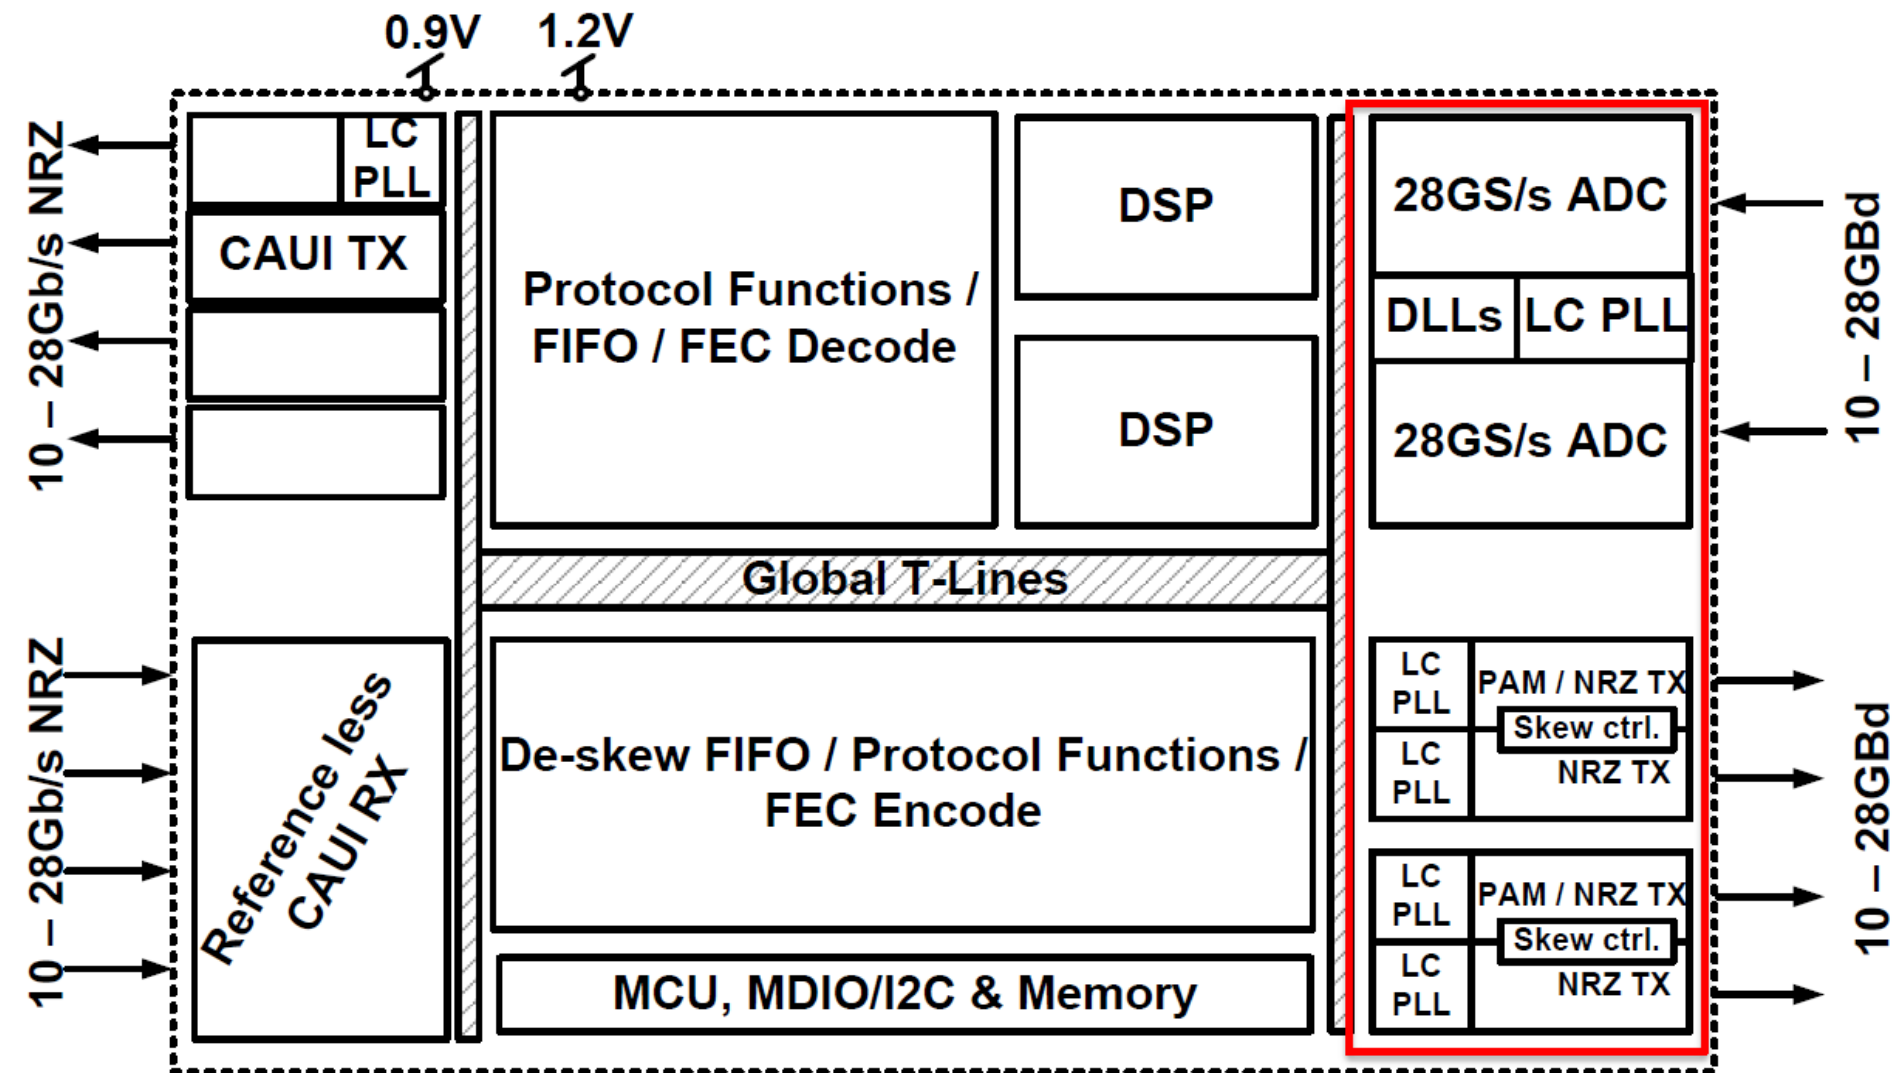 0.9V
1.2V
10 – 28Gb/s NRZ
LC
PLL
CAUI TX
Protocol Functions /
FIFO / FEC Decode
DSP
DSP
28GS/s ADC
DLLs
LC PLL
28GS/s ADC
10 – 28GBd
Global T-Lines
10 – 28Gb/s NRZ
Reference less
CAUI RX
De-skew FIFO / Protocol Functions /
FEC Encode
MCU, MDIO/I2C & Memory
LC
PLL
PAM / NRZ TX
Skew ctrl.
LC
PLL
NRZ TX
LC
PLL
PAM / NRZ TX
Skew ctrl.
LC
PLL
NRZ TX
10 – 28GBd